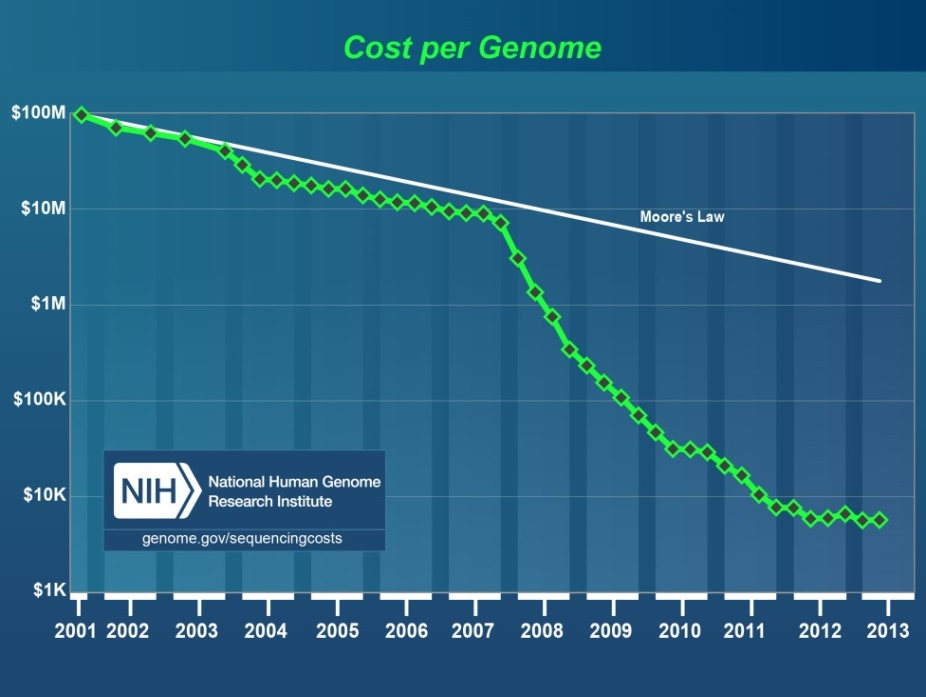 Cost per Genome
$100M
$10M
Moore's Law
$1M
$100K
$10K
$1K
NIH
National Human Genome
Research Institute
genome.gov/sequencingcosts
2001 2002 2003 2004 2005 2006 2007 2008 2009 2010 2011 2012 2013